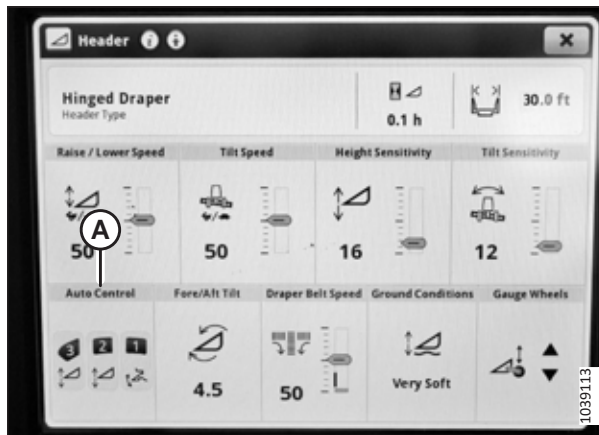 Header
Hinged Draper
Header Type
0.1 h
30.0 ft
Raise / Lower Speed
Tilt Speed
Height Sensitivity
Tilt Sensitivity
50
50
16
12
A
Auto Control
Fore/Aft Tilt
Draper Belt Speed
Ground Conditions
Gauge Wheels
3 2 1
4.5
50
Very Soft
1039113